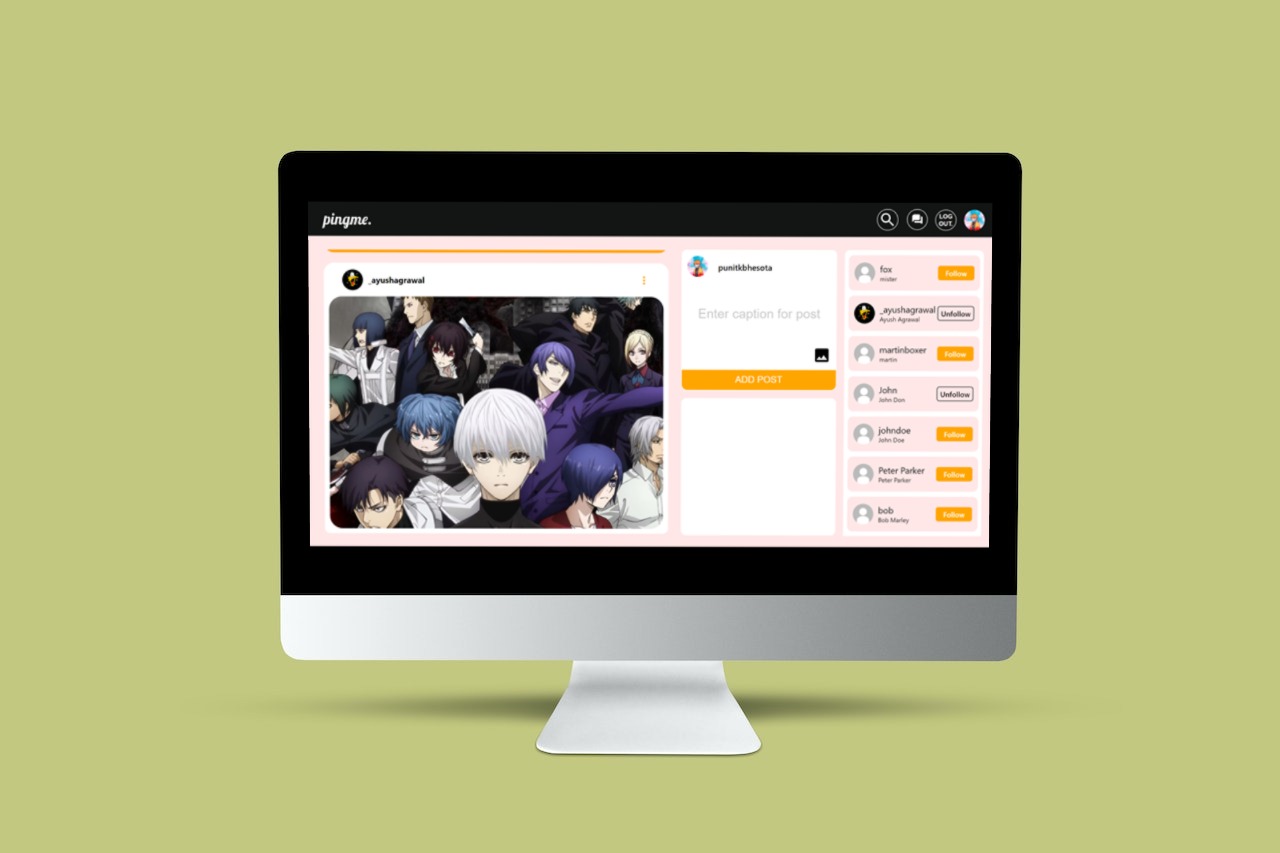 pingme.
LOG
OUT
_ayushagrawal
punitkbhesota
Enter caption for post
ADD POST
fox
mister
Follow
_ayushagrawal
Ayush Agrawal
Unfollow
martinboxer
martin
Follow
John
John Don
Unfollow
johndoe
John Doe
Follow
Peter Parker
Peter Parker
Follow
bob
Bob Marley
Follow